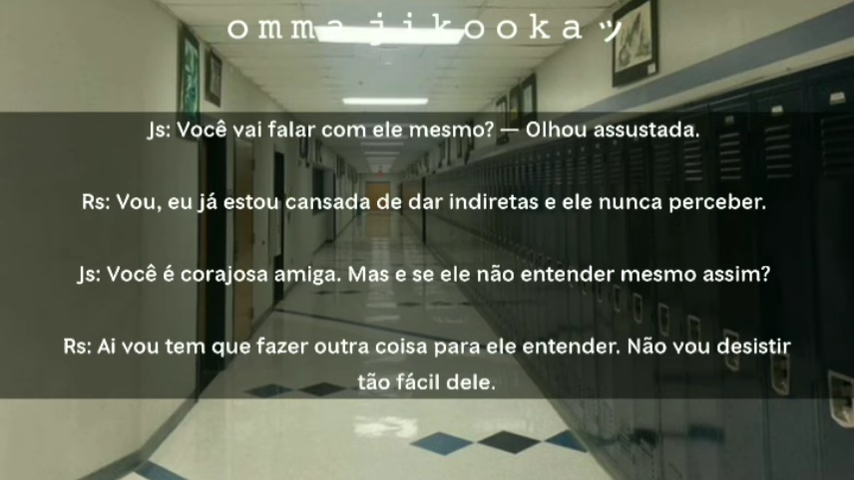 omma jikookaッ
Js: Você vai falar com ele mesmo? — Olhou assustada.
Rs: Vou, eu já estou cansada de dar indiretas e ele nunca perceber.
Js: Você é corajosa amiga. Mas e se ele não entender mesmo assim?
Rs: Ai vou tem que fazer outra coisa para ele entender. Não vou desistir
tão fácil dele.